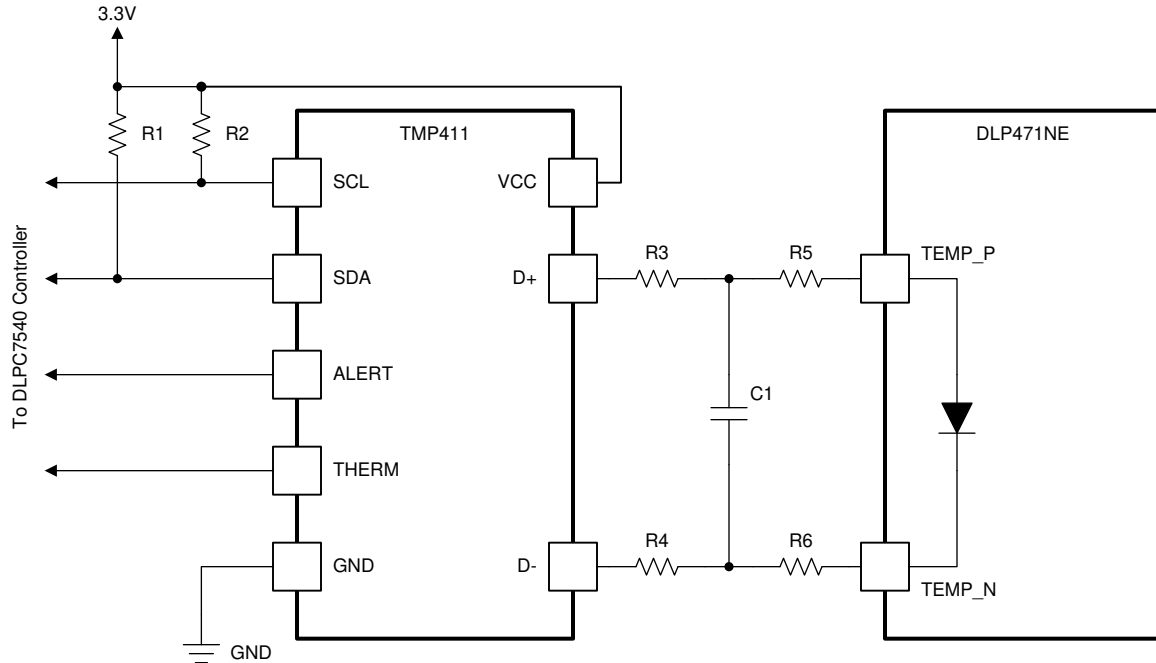 3.3V
R1
R2
TMP411
DLP471NE
SCL
VCC
SDA
D+
R3
R5
TEMP_P
To DLPC7540 Controller
ALERT
C1
THERM
GND
D-
R4
R6
TEMP_N
GND